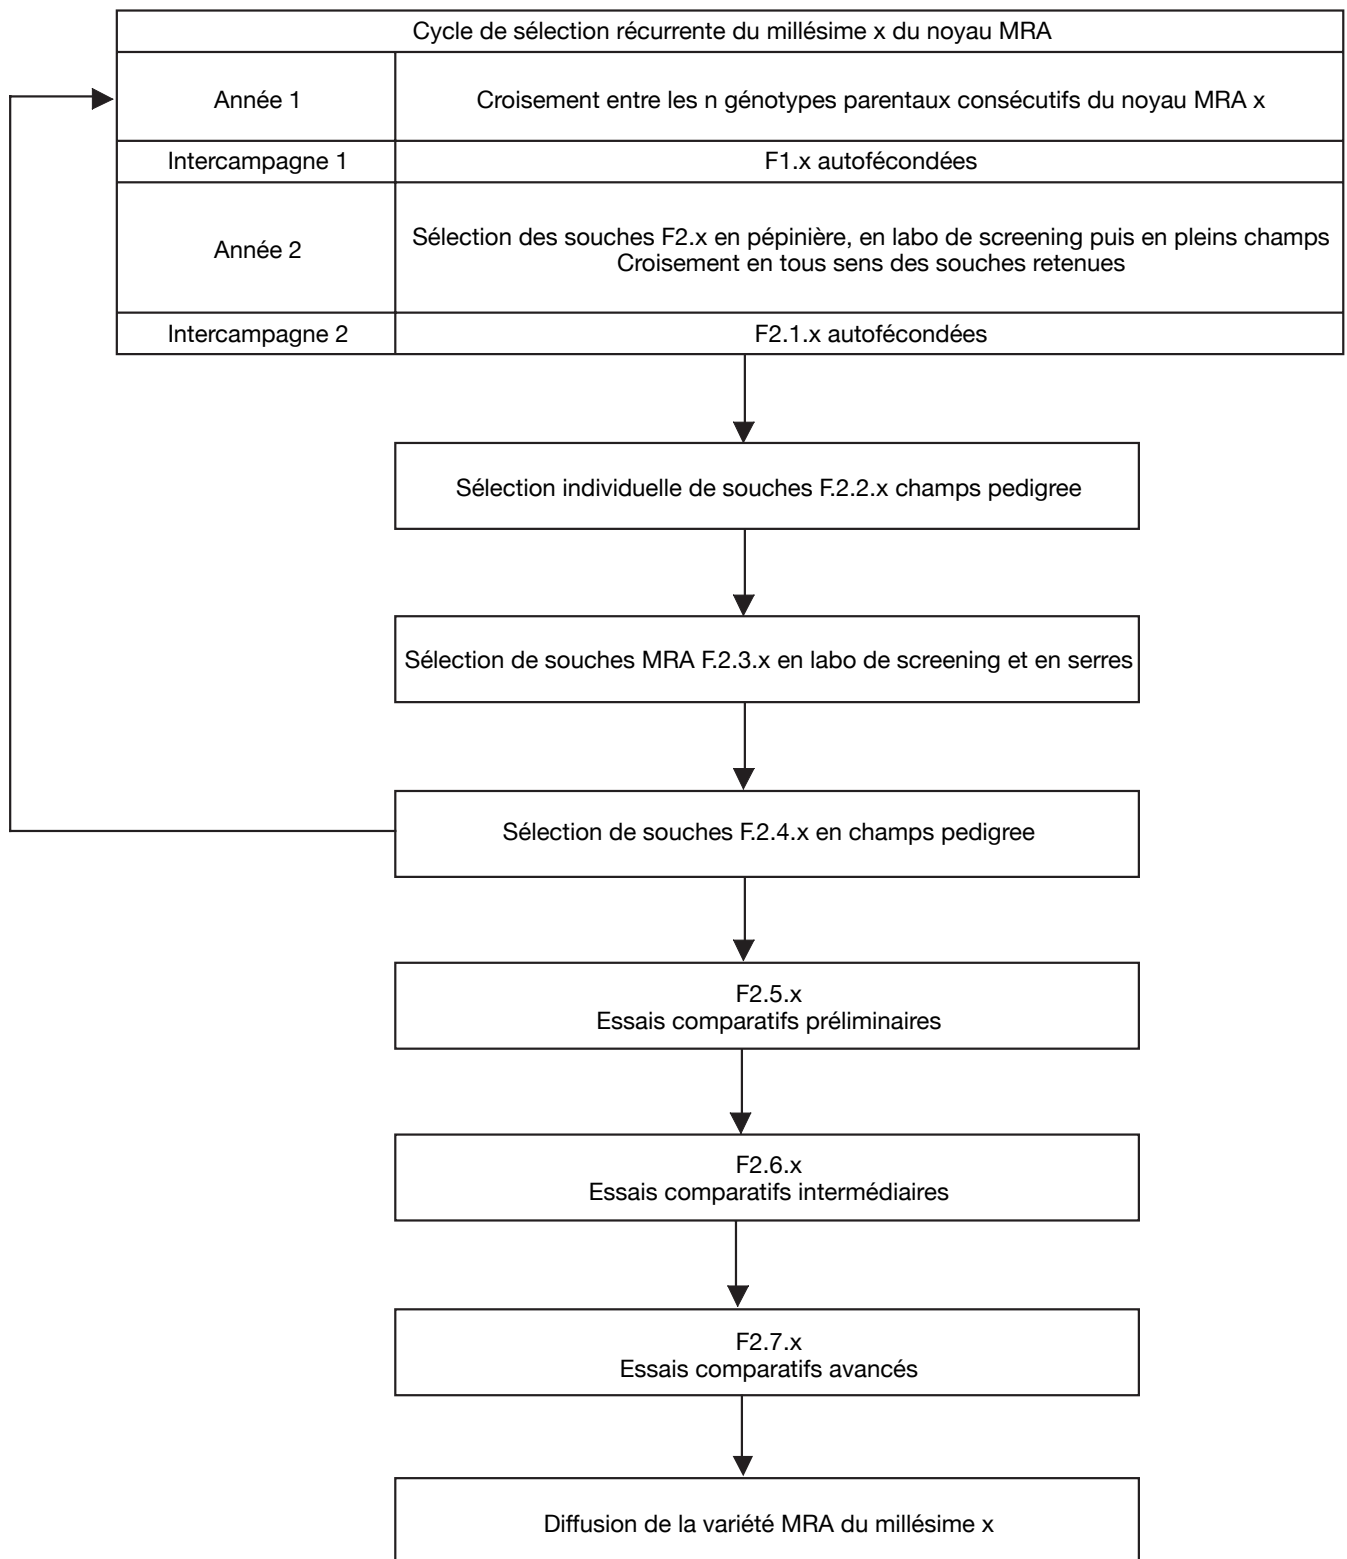 Cycle de sélection récurrente du millésime x du noyau MRA
Année 1
Croisement entre les n génotypes parentaux consécutifs du noyau MRA x
Intercampagne 1
F1.x autofécondées
Année 2
Sélection des souches F2.x en pépinière, en labo de screening puis en pleins champs
Croisement en tous sens des souches retenues
Intercampagne 2
F2.1.x autofécondées
Sélection individuelle de souches F.2.2.x champs pedigree
Sélection de souches MRA F.2.3.x en labo de screening et en serres
Sélection de souches F.2.4.x en champs pedigree
F2.5.x
Essais comparatifs préliminaires
F2.6.x
Essais comparatifs intermédiaires
F2.7.x
Essais comparatifs avancés
Diffusion de la variété MRA du millésime x